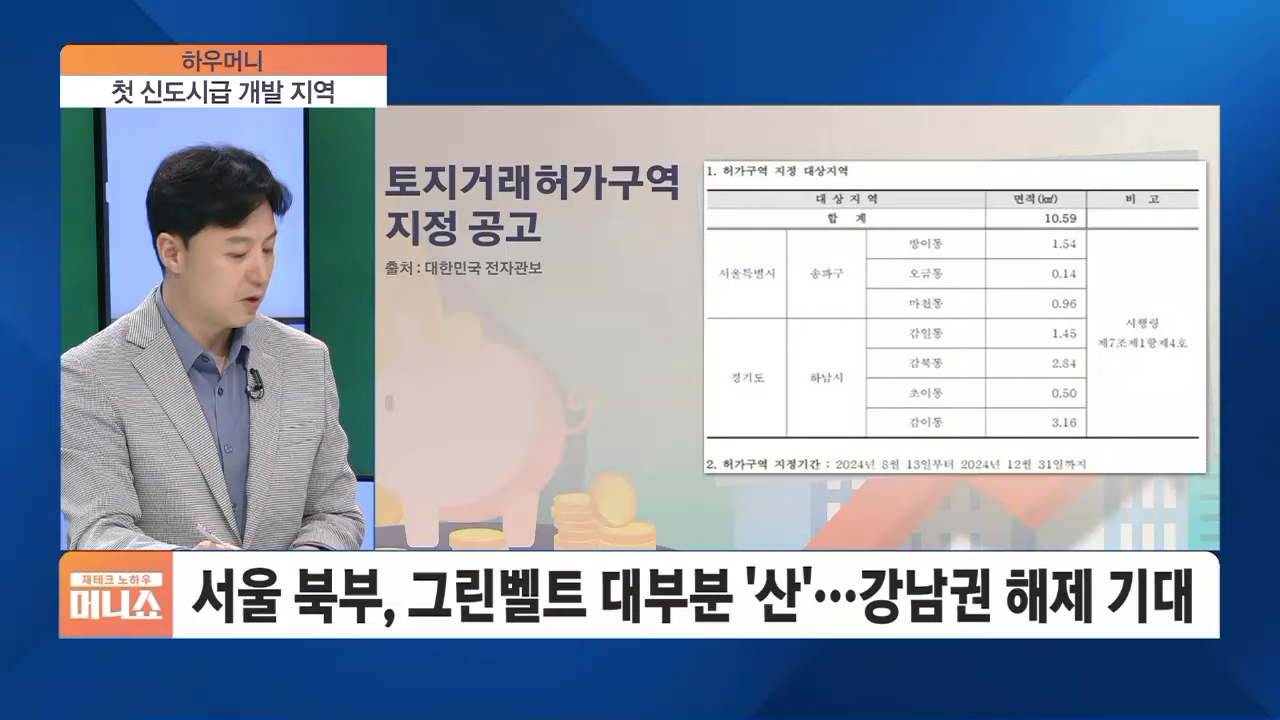 하우머니
첫 신도시급 개발 지역
토지거래허가구역
지정 공고
출처 : 대한민국 전자관보
1. 허가구역 지정 대상지역
대 상 지 역 면적(㎢) 비 고
합 계 10.59
서울특별시 송파구 방이동 1.54
오금동 0.14
마천동 0.96
경기도 하남시 감일동 1.45
감북동 2.84
초이동 0.50
감이동 3.16
시행령
제7조제1항제4호
2. 허가구역 지정기간 : 2024년 8월 13일부터 2024년 12월 31일까지
재테크 노하우
머니쇼
서울 북부, 그린벨트 대부분 '산'…강남권 해제 기대